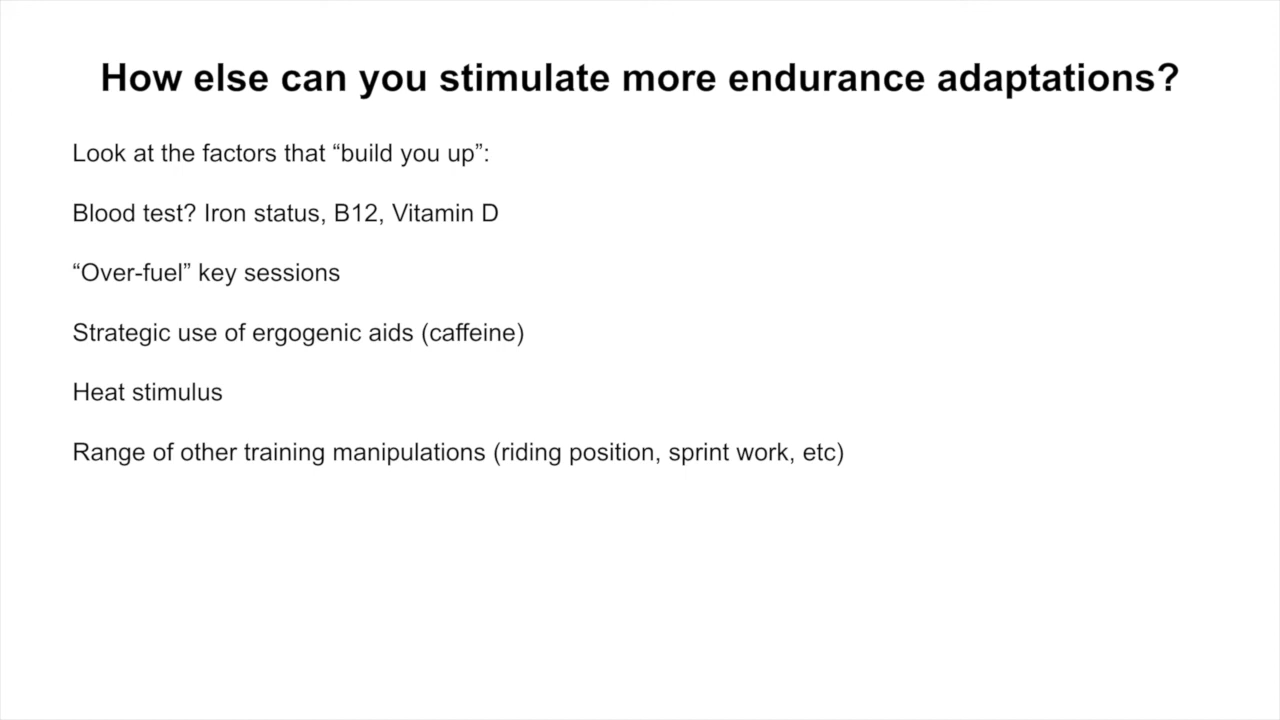 How else can you stimulate more endurance adaptations?
Look at the factors that “build you up”:
Blood test? Iron status, B12, Vitamin D
“Over-fuel” key sessions
Strategic use of ergogenic aids (caffeine)
Heat stimulus
Range of other training manipulations (riding position, sprint work, etc)